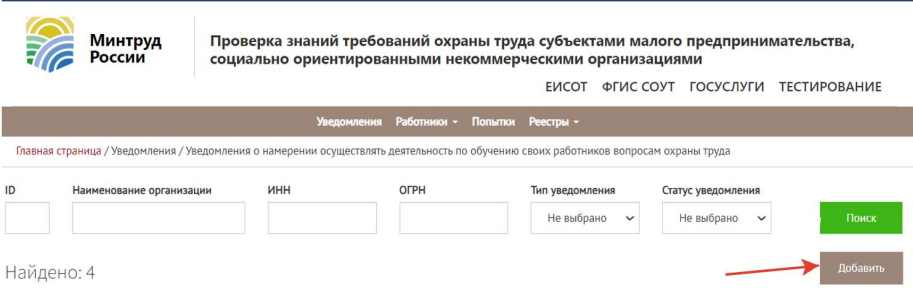 Минтруд
России
Проверка знаний требований охраны труда субъектами малого предпринимательства,
социально ориентированными некоммерческими организациями
ЕИСОТ ФГИС СОУТ ГОСУСЛУГИ ТЕСТИРОВАНИЕ
Уведомления Работники Попытки Реестры
Главная страница / Уведомления / Уведомления о намерении осуществлять деятельность по обучению своих работников вопросам охраны труда
ID Наименование организации ИНН ОГРН Тип уведомления Статус уведомления
Не выбрано Не выбрано Поиск
Найдено: 4 Добавить